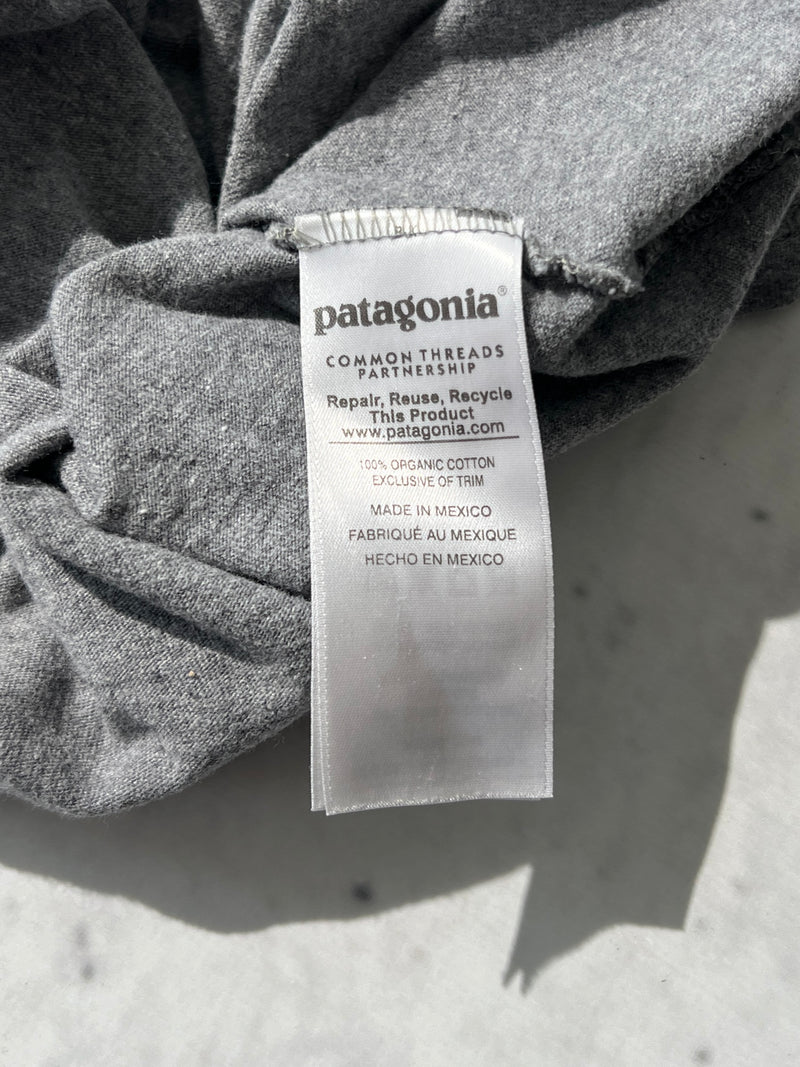 patagonia®
COMMON THREADS
PARTNERSHIP
Repair, Reuse, Recycle
This Product
www.patagonia.com
100% ORGANIC COTTON
EXCLUSIVE OF TRIM
MADE IN MEXICO
FABRIQUÉ AU MEXIQUE
HECHO EN MEXICO